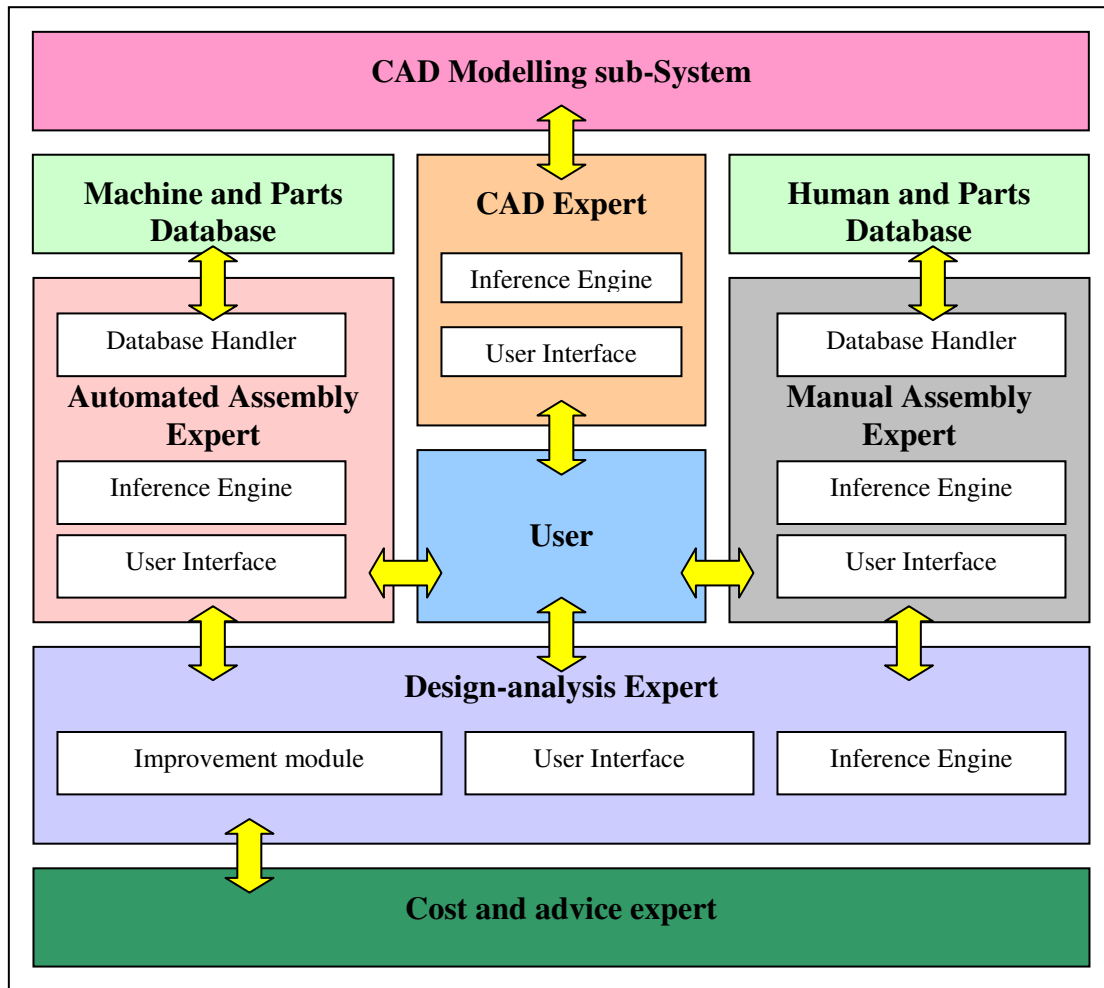 CAD Modelling sub-System
Machine and Parts
Database
CAD Expert
Inference Engine
User Interface
Human and Parts
Database
Database Handler
Automated Assembly
Expert
Inference Engine
User Interface
User
Database Handler
Manual Assembly
Expert
Inference Engine
User Interface
Design-analysis Expert
Improvement module
User Interface
Inference Engine
Cost and advice expert